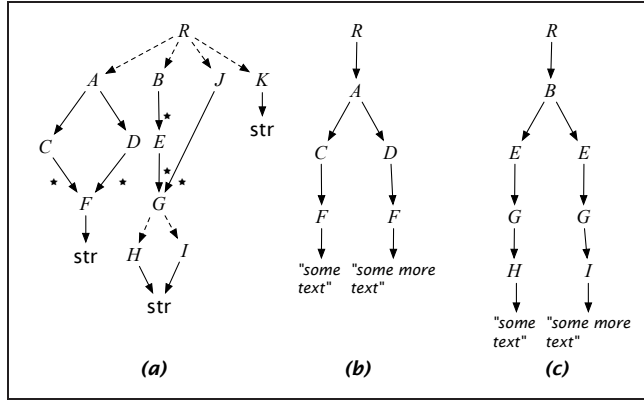 R R R
A B J K A B
str
C D E C D E E
F G F F G G
str H I "some text" "some more text" H I
str
"some text" "some more text"
(a) (b) (c)